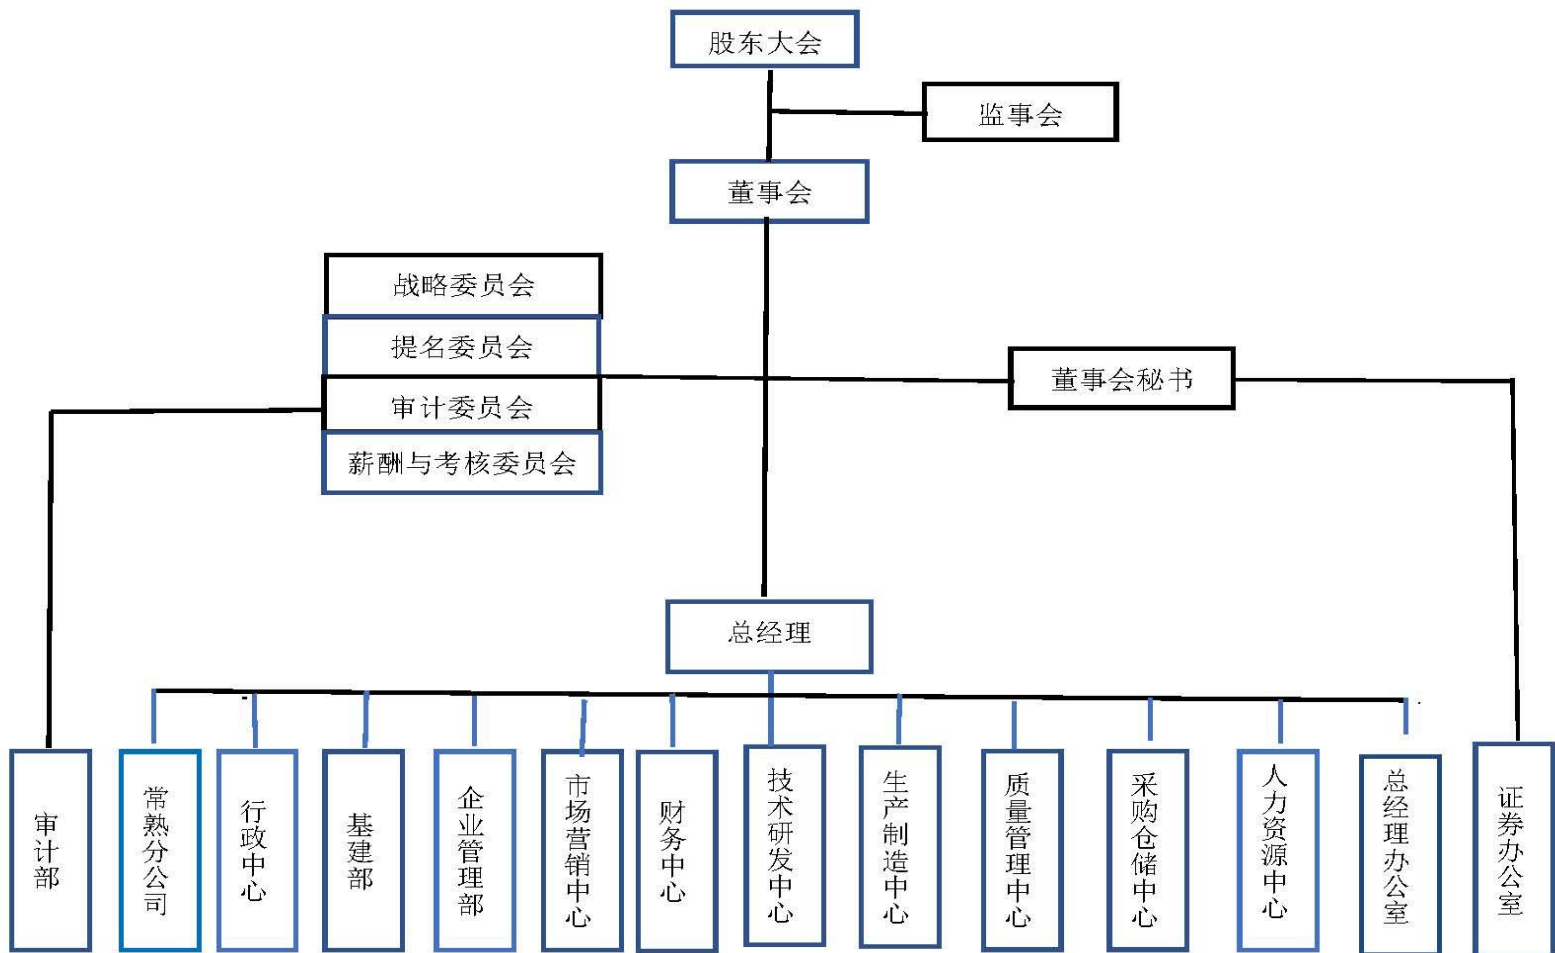 股东大会
监事会
董事会
战略委员会
提名委员会
审计委员会
薪酬与考核委员会
董事会秘书
总经理
审计部
常熟分公司
行政中心
基建部
企业管理部
市场营销中心
财务中心
技术研发中心
生产制造中心
质量管理中心
采购仓储中心
人力资源中心
总经理办公室
证券办公室